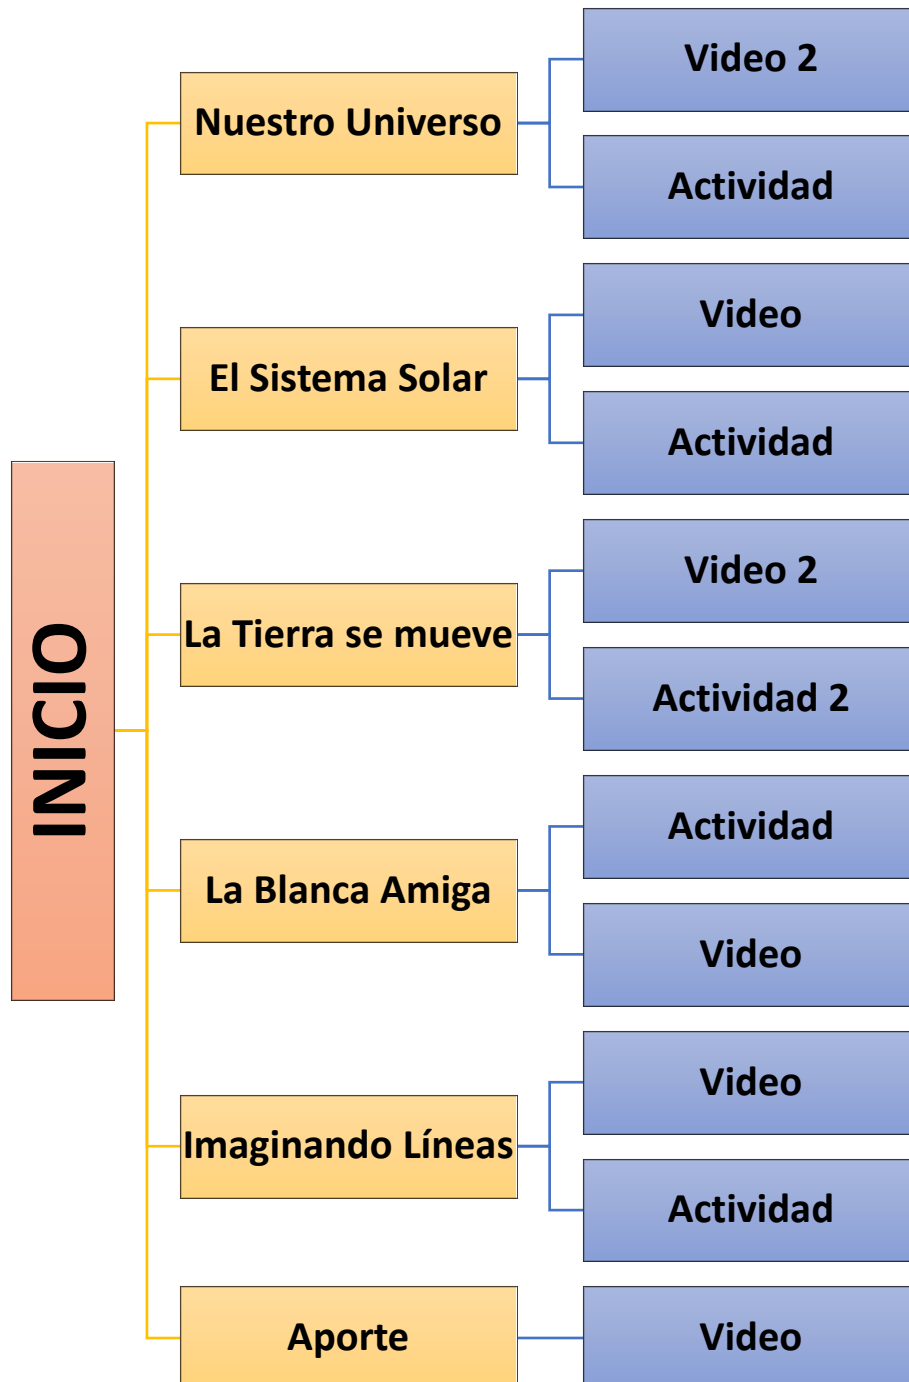 INICIO
Nuestro Universo
Video 2
Actividad
El Sistema Solar
Video
Actividad
La Tierra se mueve
Video 2
Actividad 2
La Blanca Amiga
Actividad
Video
Imaginando Líneas
Video
Actividad
Aporte
Video